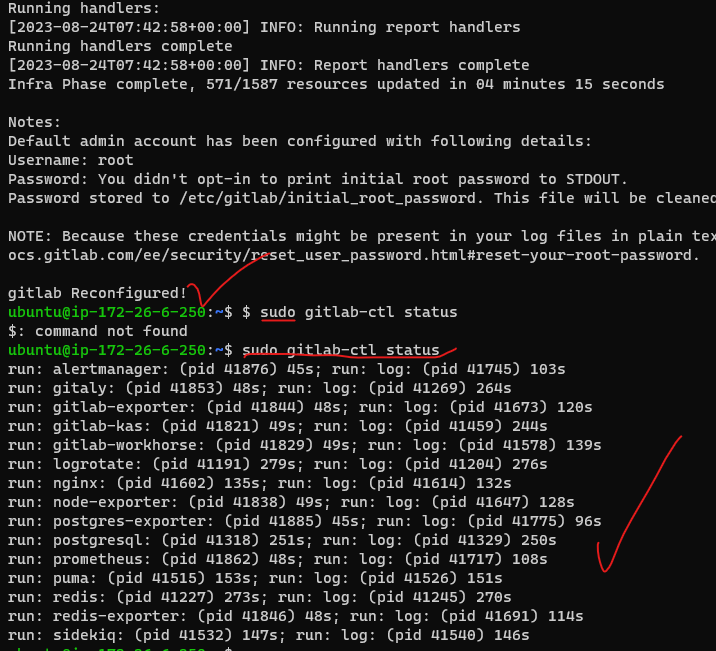 Running handlers:
[2023-08-24T07:42:58+00:00] INFO: Running report handlers
Running handlers complete
[2023-08-24T07:42:58+00:00] INFO: Report handlers complete
Infra Phase complete, 571/1587 resources updated in 04 minutes 15 seconds
Notes:
Default admin account has been configured with following details:
Username: root
Password: You didn't opt-in to print initial root password to STDOUT.
Password stored to /etc/gitlab/initial_root_password. This file will be cleaned
NOTE: Because these credentials might be present in your log files in plain tex
ocs.gitlab.com/ee/security/reset_user_password.html#reset-your-root-password.
gitlab Reconfigured!
ubuntu@ip-172-26-6-250:~$ $ sudo gitlab-ctl status
$: command not found
ubuntu@ip-172-26-6-250:~$ sudo gitlab-ctl status
run: alertmanager: (pid 41876) 45s; run: log: (pid 41745) 103s
run: gitaly: (pid 41853) 48s; run: log: (pid 41269) 264s
run: gitlab-exporter: (pid 41844) 48s; run: log: (pid 41673) 120s
run: gitlab-kas: (pid 41821) 49s; run: log: (pid 41459) 244s
run: gitlab-workhorse: (pid 41829) 49s; run: log: (pid 41578) 139s
run: logrotate: (pid 41191) 279s; run: log: (pid 41204) 276s
run: nginx: (pid 41602) 135s; run: log: (pid 41614) 132s
run: node-exporter: (pid 41838) 49s; run: log: (pid 41647) 128s
run: postgres-exporter: (pid 41885) 45s; run: log: (pid 41775) 96s
run: postgresql: (pid 41318) 251s; run: log: (pid 41329) 250s
run: prometheus: (pid 41862) 48s; run: log: (pid 41717) 108s
run: puma: (pid 41515) 153s; run: log: (pid 41526) 151s
run: redis: (pid 41227) 273s; run: log: (pid 41245) 270s
run: redis-exporter: (pid 41846) 48s; run: log: (pid 41691) 114s
run: sidekiq: (pid 41532) 147s; run: log: (pid 41540) 146s